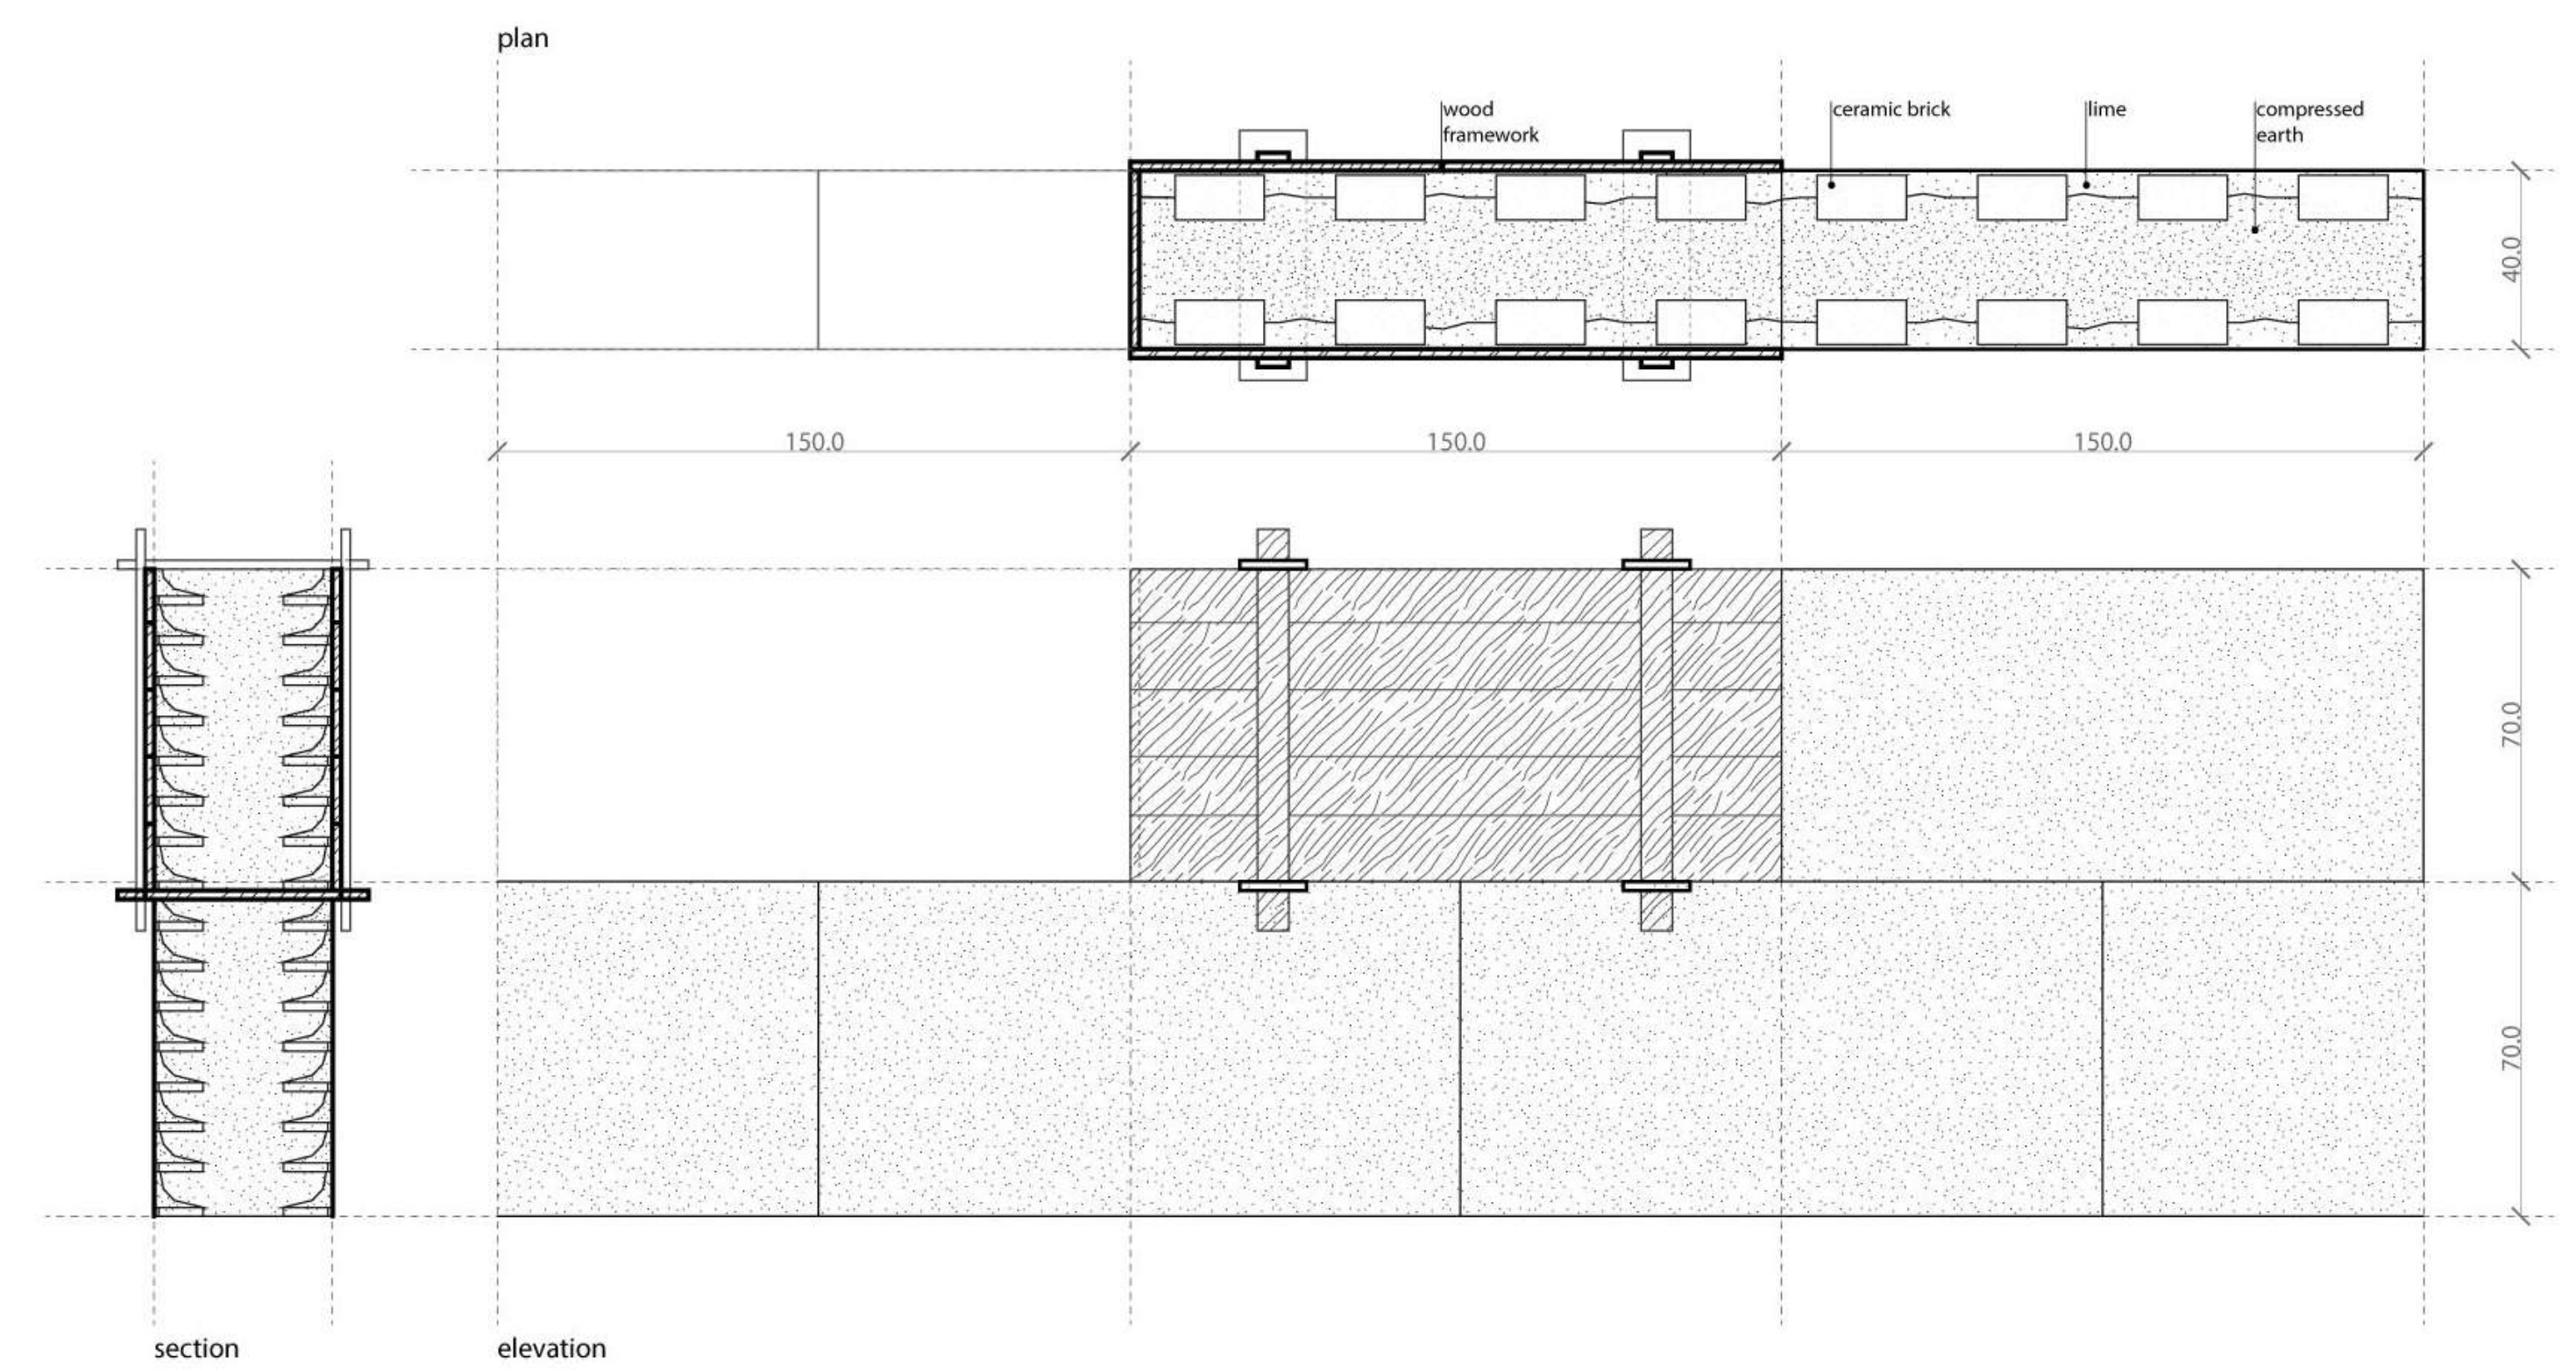 plan
wood
framework
ceramic brick
lime
compressed
earth
40.0
150.0
150.0
150.0
70.0
70.0
section
elevation